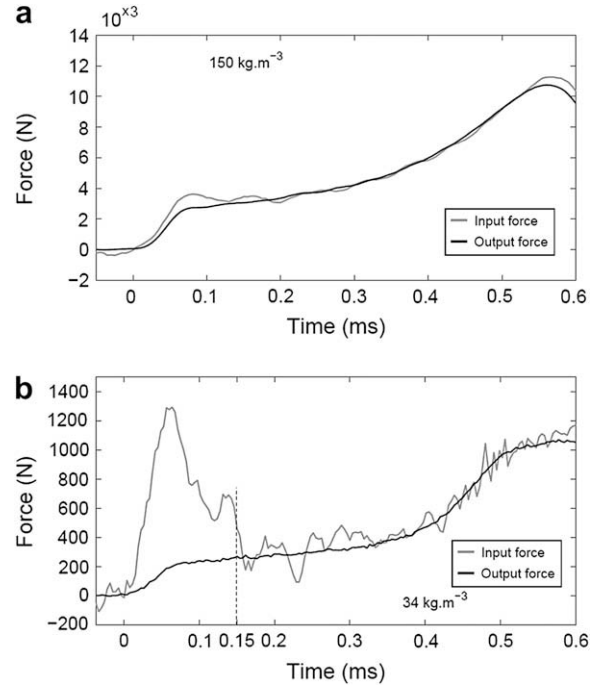 a
10×3
14
12
10
8
6
4
2
0
−2
150 kg.m−3
Input force
Output force
Force (N)
0 0.1 0.2 0.3 0.4 0.5 0.6
Time (ms)
b
1400
1200
1000
800
600
400
200
0
−200
Input force
Output force
34 kg.m−3
Force (N)
0 0.1 0.15 0.2 0.3 0.4 0.5 0.6
Time (ms)